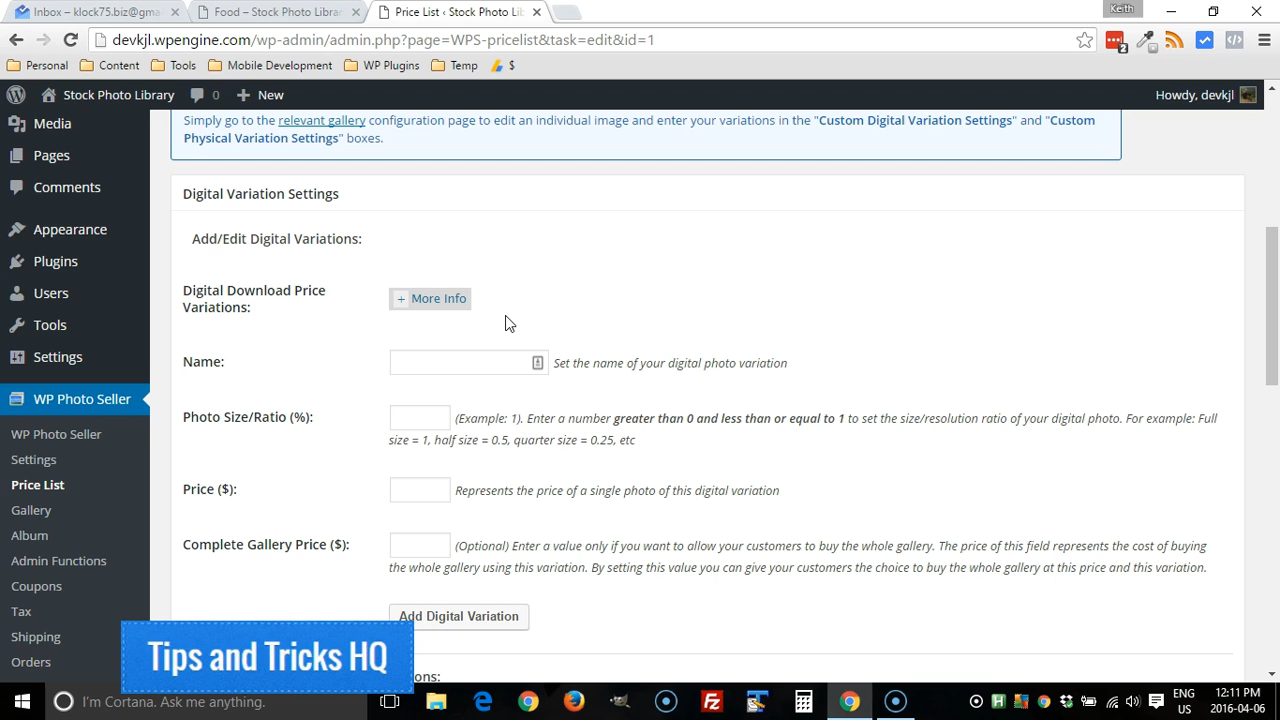 Inbox – klock75.biz@gma
Food – Stock Photo Librar
Price List ‹ Stock Photo Lib
Keith
devkjl.wpengine.com/wp-admin/admin.php?page=WPS-pricelist&task=edit&id=1
2
Personal Content Tools Mobile Development WP Plugins Temp $
Stock Photo Library 0 New Howdy, devkjl
Media
Pages
Comments
Appearance
Plugins
Users
Tools
Settings
WP Photo Seller
WP Photo Seller
Settings
Price List
Gallery
Album
Admin Functions
Coupons
Tax
Shipping
Orders
Simply go to the relevant gallery configuration page to edit an individual image and enter your variations in the "Custom Digital Variation Settings" and "Custom
Physical Variation Settings" boxes.
Digital Variation Settings
Add/Edit Digital Variations:
Digital Download Price
Variations:
+ More Info
Name:
Set the name of your digital photo variation
Photo Size/Ratio (%):
(Example: 1). Enter a number greater than 0 and less than or equal to 1 to set the size/resolution ratio of your digital photo. For example: Full
size = 1, half size = 0.5, quarter size = 0.25, etc
Price ($):
Represents the price of a single photo of this digital variation
Complete Gallery Price ($):
(Optional) Enter a value only if you want to allow your customers to buy the whole gallery. The price of this field represents the cost of buying
the whole gallery using this variation. By setting this value you can give your customers the choice to buy the whole gallery at this price and this variation.
Add Digital Variation
Tips and Tricks HQ
I'm Cortana. Ask me anything.
ENG
US
12:11 PM
2016-04-06